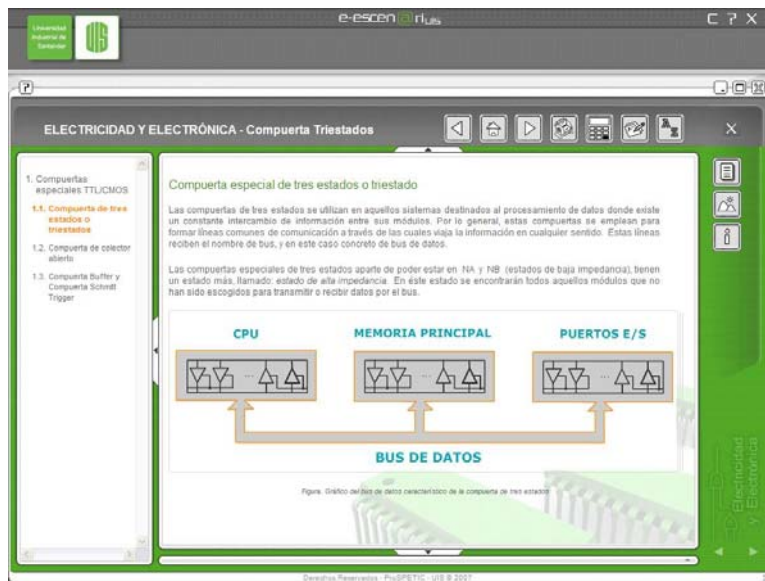 Universidad
Industrial de
Santander
UIS
e-escen@riUIS
C ? X
?
ELECTRICIDAD Y ELECTRÓNICA - Compuerta Triestados
A
Z
X
1. Compuertas
especiales TTL/CMOS
1.1. Compuerta de tres
estados o
triestados
1.2. Compuerta de colector
abierto
1.3. Compuerta Buffer y
Compuerta Schmitt
Trigger
Compuerta especial de tres estados o triestado
Las compuertas de tres estados se utilizan en aquellos sistemas destinados al procesamiento de datos donde existe
un constante intercambio de información entre sus módulos. Por lo general, estas compuertas se emplean para
formar líneas comunes de comunicación a través de las cuales viaja la información en cualquier sentido. Estas líneas
reciben el nombre de bus, y en este caso concreto de bus de datos.
Las compuertas especiales de tres estados aparte de poder estar en NA y NB (estados de baja impedancia), tienen
un estado más, llamado: estado de alta impedancia. En éste estado se encontrarán todos aquellos módulos que no
han sido escogidos para transmitir o recibir datos por el bus.
CPU
MEMORIA PRINCIPAL
PUERTOS E/S
...
...
...
BUS DE DATOS
Figura. Gráfico del bus de datos característico de la compuerta de tres estados
Electricidad
y Electrónica
Derechos Reservados - ProSPETIC - UIS @ 2007